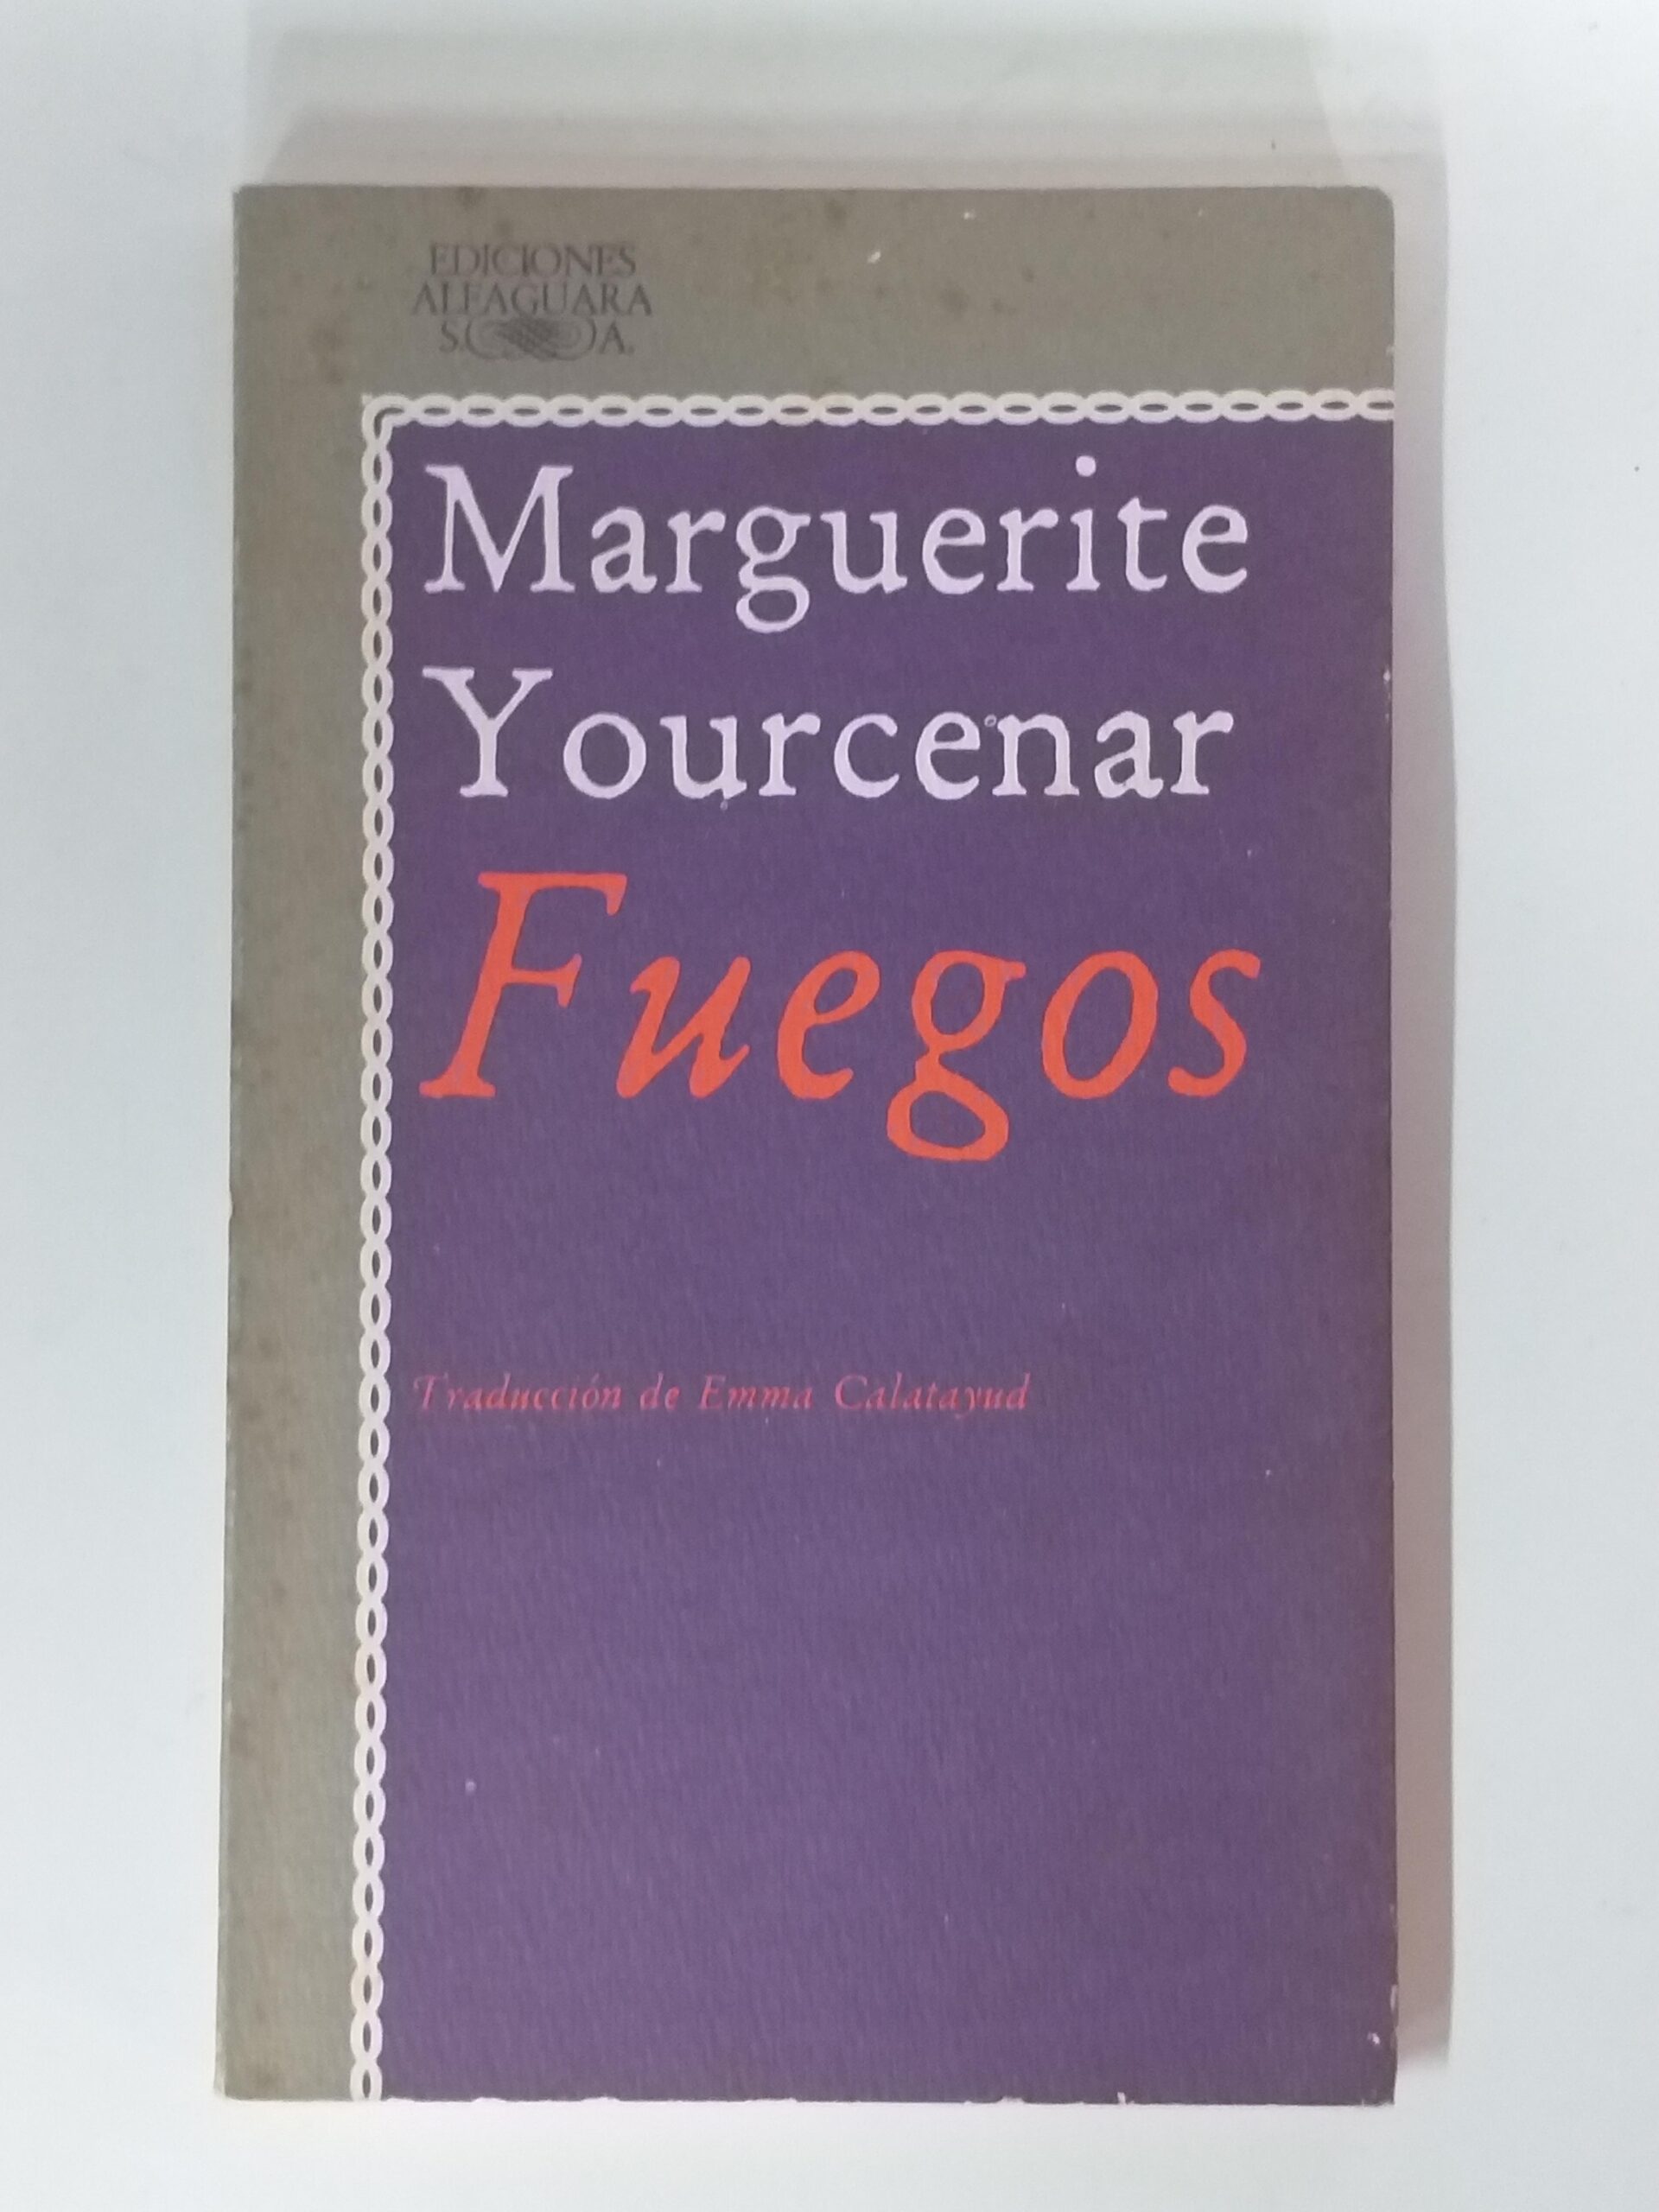 EDICIONES
ALFAGUARA
S. A.
Marguerite
Yourcenar
Fuegos
Traducción de Emma Calatayud